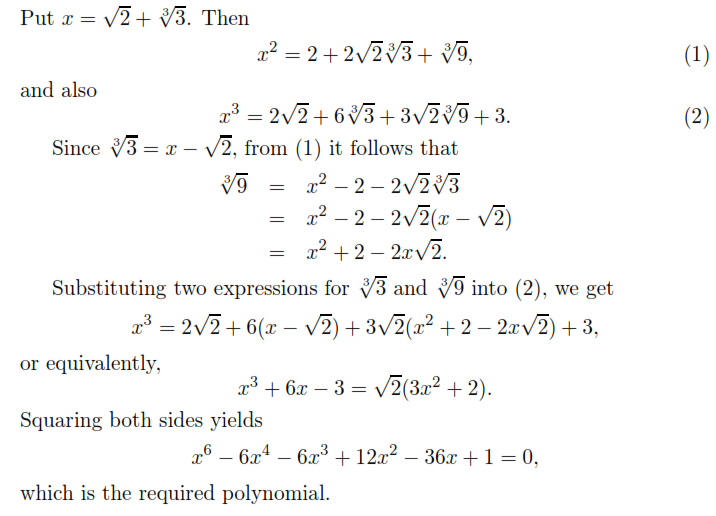 Put x = √2 + ∛3. Then
x² = 2 + 2√2∛3 + ∛9, (1)
and also
x³ = 2√2 + 6∛3 + 3√2∛9 + 3. (2)
Since ∛3 = x − √2, from (1) it follows that
∛9 = x² − 2 − 2√2∛3
= x² − 2 − 2√2(x − √2)
= x² + 2 − 2x√2.
Substituting two expressions for ∛3 and ∛9 into (2), we get
x³ = 2√2 + 6(x − √2) + 3√2(x² + 2 − 2x√2) + 3,
or equivalently,
x³ + 6x − 3 = √2(3x² + 2).
Squaring both sides yields
x⁶ − 6x⁴ − 6x³ + 12x² − 36x + 1 = 0,
which is the required polynomial.